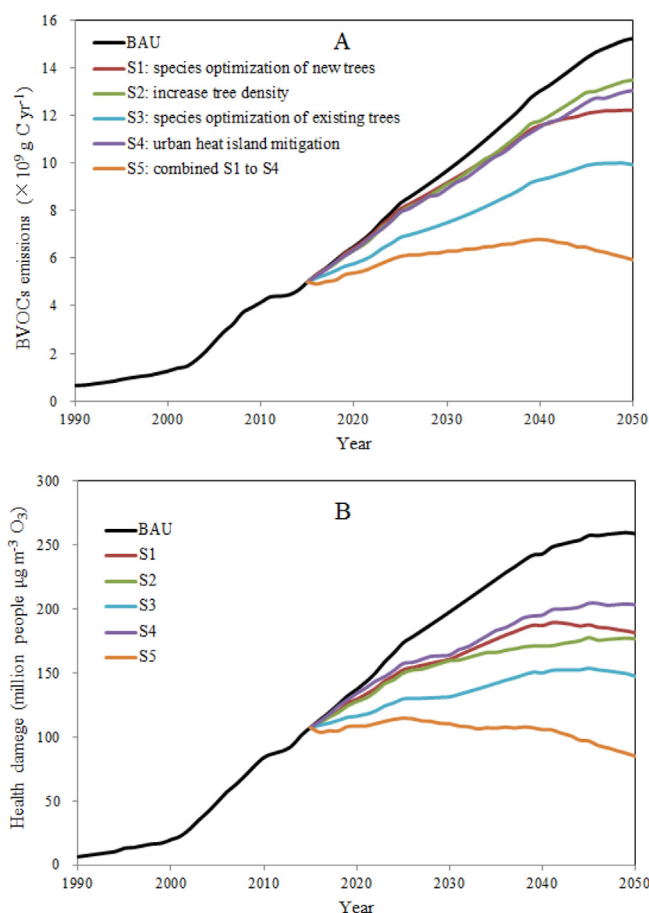 A
BAU
S1: species optimization of new trees
S2: increase tree density
S3: species optimization of existing trees
S4: urban heat island mitigation
S5: combined S1 to S4
BVOCs emissions (×10⁹ g C yr⁻¹)
16
14
12
10
8
6
4
2
0
1990 2000 2010 2020 2030 2040 2050
Year
B
BAU
S1
S2
S3
S4
S5
Health damege (million people µg m⁻³ O₃)
300
250
200
150
100
50
0
1990 2000 2010 2020 2030 2040 2050
Year